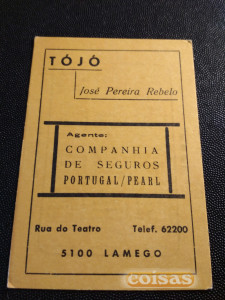 TÓJÓ
José Pereira Rebelo
Agente:
COMPANHIA
DE SEGUROS
PORTUGAL/PEARL
Rua do Teatro Telef. 62200
5100 LAMEGO
coisas